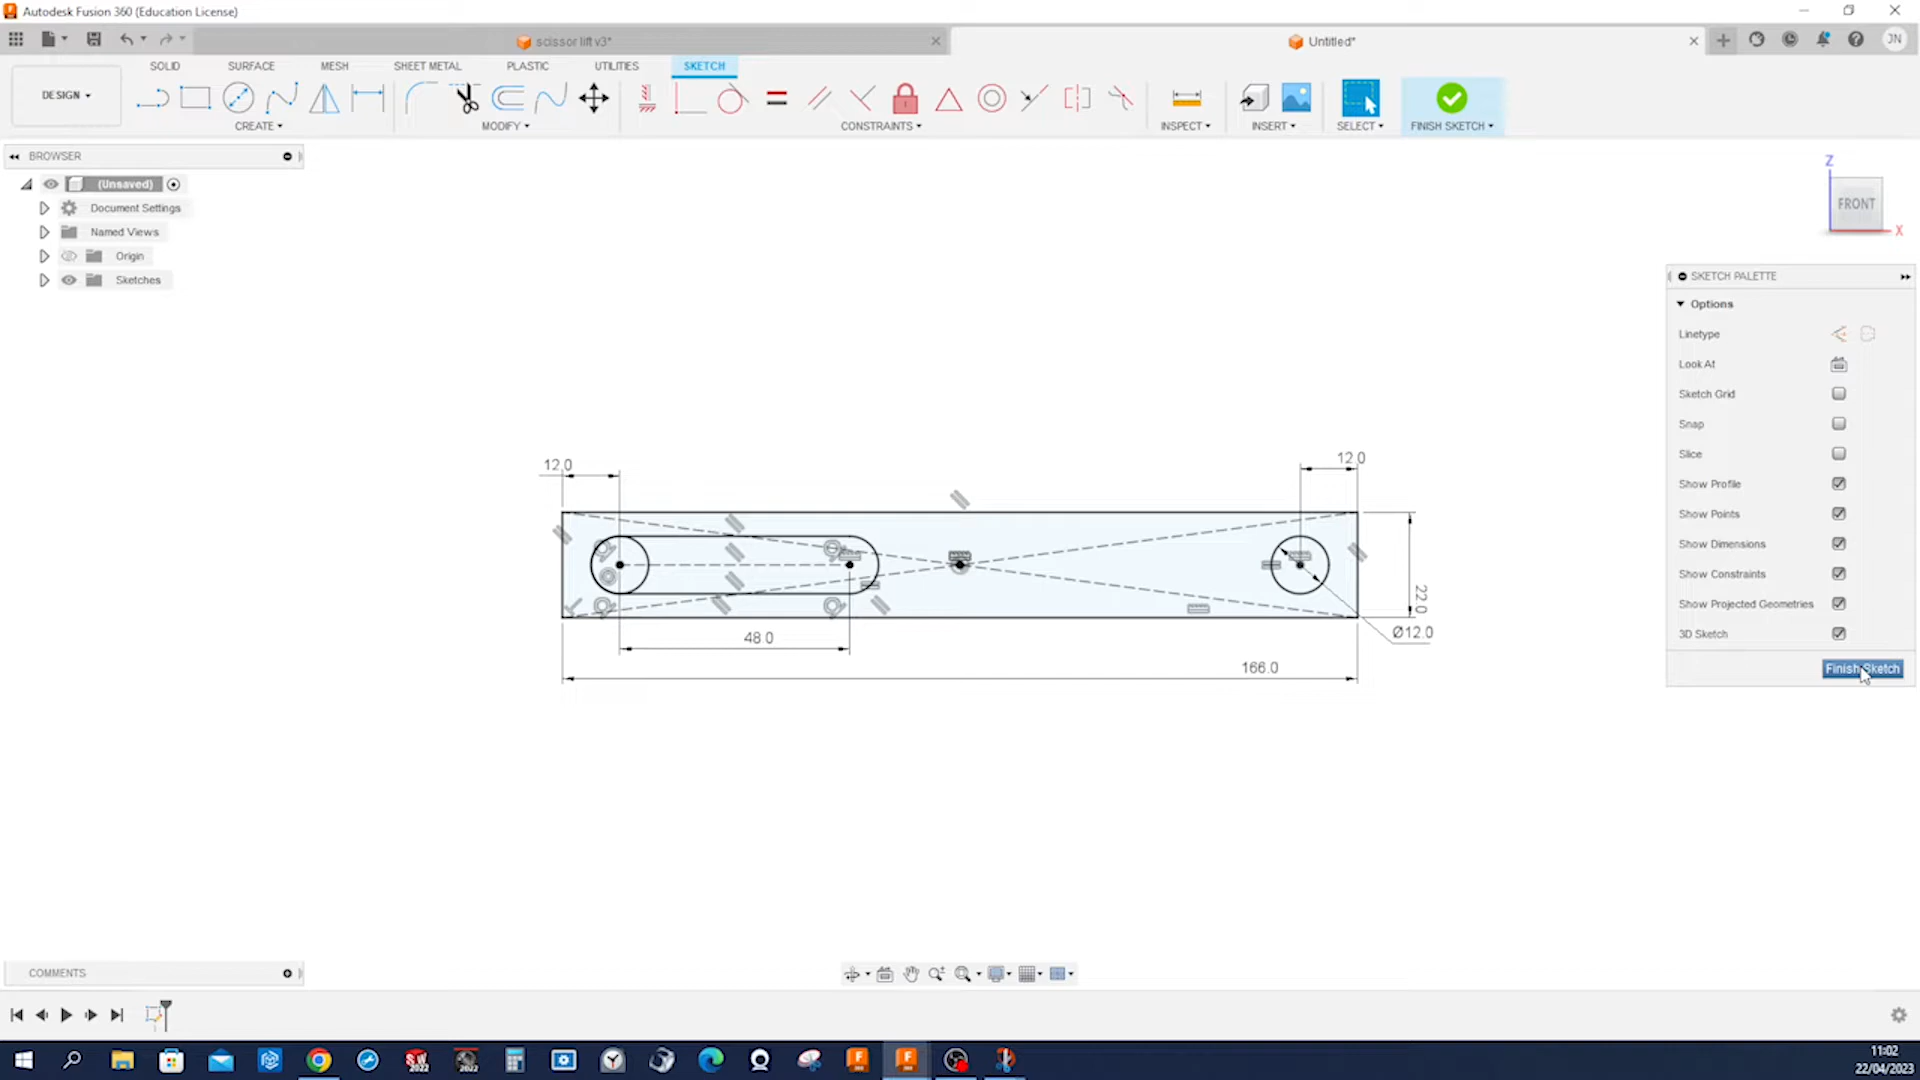 Autodesk Fusion 360 (Education License)
scissor lift v3*
Untitled*
JN
DESIGN
SOLID
SURFACE
MESH
SHEET METAL
PLASTIC
UTILITIES
SKETCH
CREATE
MODIFY
CONSTRAINTS
INSPECT
INSERT
SELECT
FINISH SKETCH
BROWSER
(Unsaved)
Document Settings
Named Views
Origin
Sketches
Z
FRONT
X
SKETCH PALETTE
Options
Linetype
Look At
Sketch Grid
Snap
Slice
Show Profile
Show Points
Show Dimensions
Show Constraints
Show Projected Geometries
3D Sketch
Finish Sketch
12.0
12.0
22.0
48.0
Ø12.0
166.0
COMMENTS
SW
2022
2022
F
F
11:02
22/04/2023